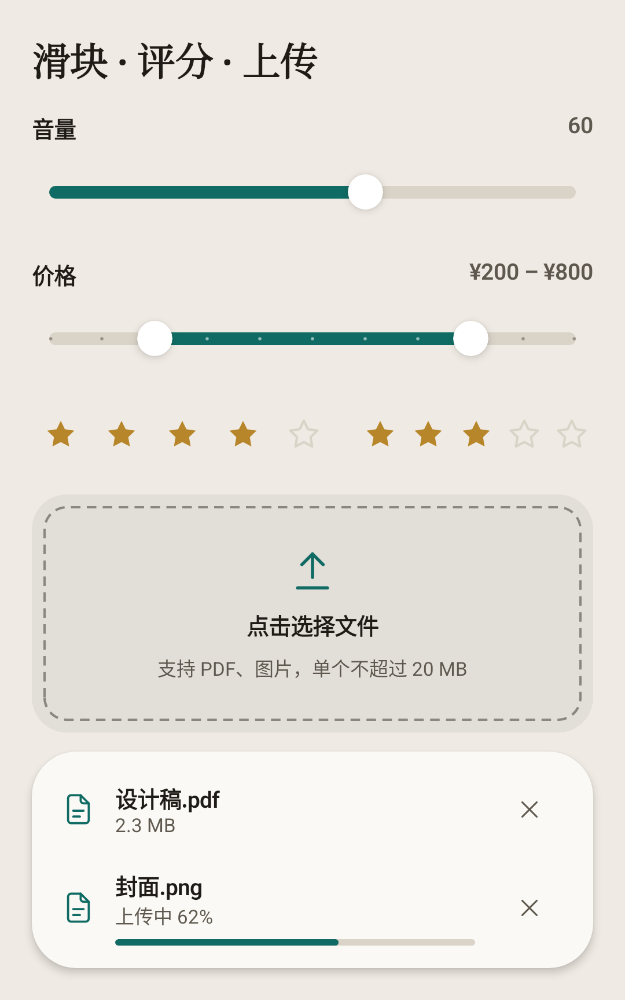 滑块 · 评分 · 上传
音量
60
价格
¥200 – ¥800
点击选择文件
支持 PDF、图片，单个不超过 20 MB
设计稿.pdf
2.3 MB
封面.png
上传中 62%